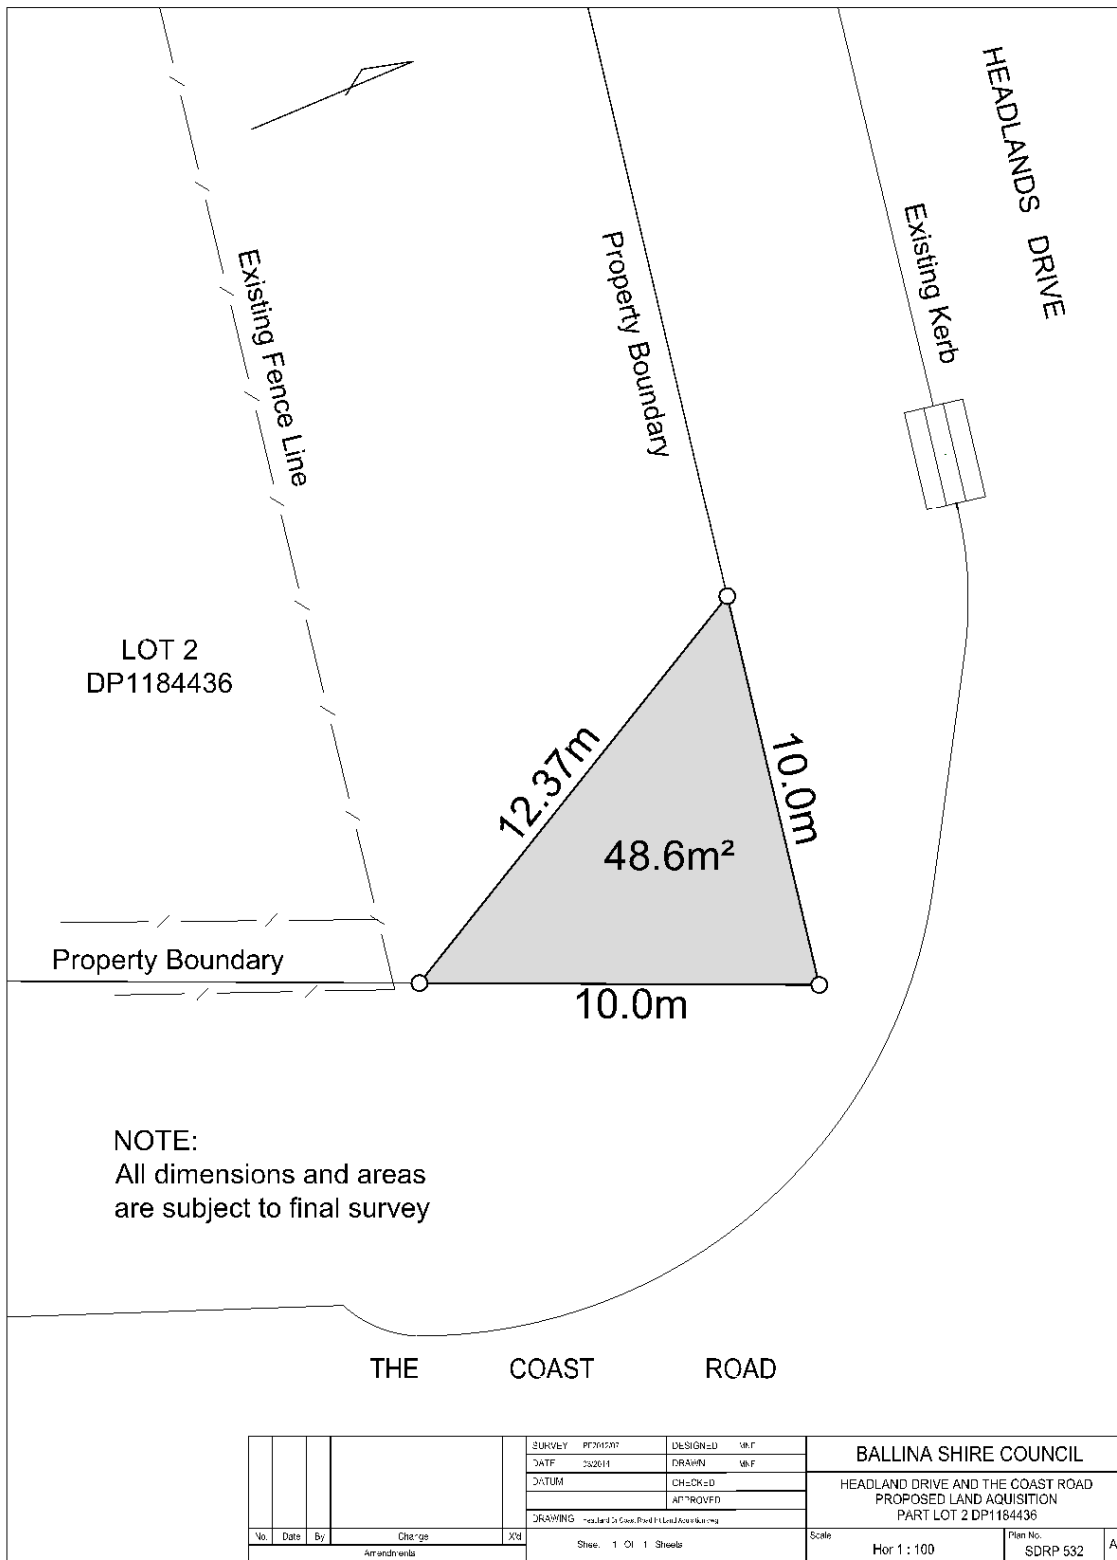 HEADLANDS DRIVE
Existing Kerb
Property Boundary
Existing Fence Line
LOT 2
DP1184436
12.37m
10.0m
48.6m²
Property Boundary
10.0m
NOTE:
All dimensions and areas
are subject to final survey
THE COAST ROAD
SURVEY
DESIGNED
DATE
DRAWN
DATUM
CHECKED
APPROVED
DRAWING
No. Date By Change
Amendments
Sheet 1 Of 1 Sheets
BALLINA SHIRE COUNCIL
HEADLAND DRIVE AND THE COAST ROAD
PROPOSED LAND AQUISITION
PART LOT 2 DP1184436
Scale
Hor 1 : 100
Plan No.
SDRP 532